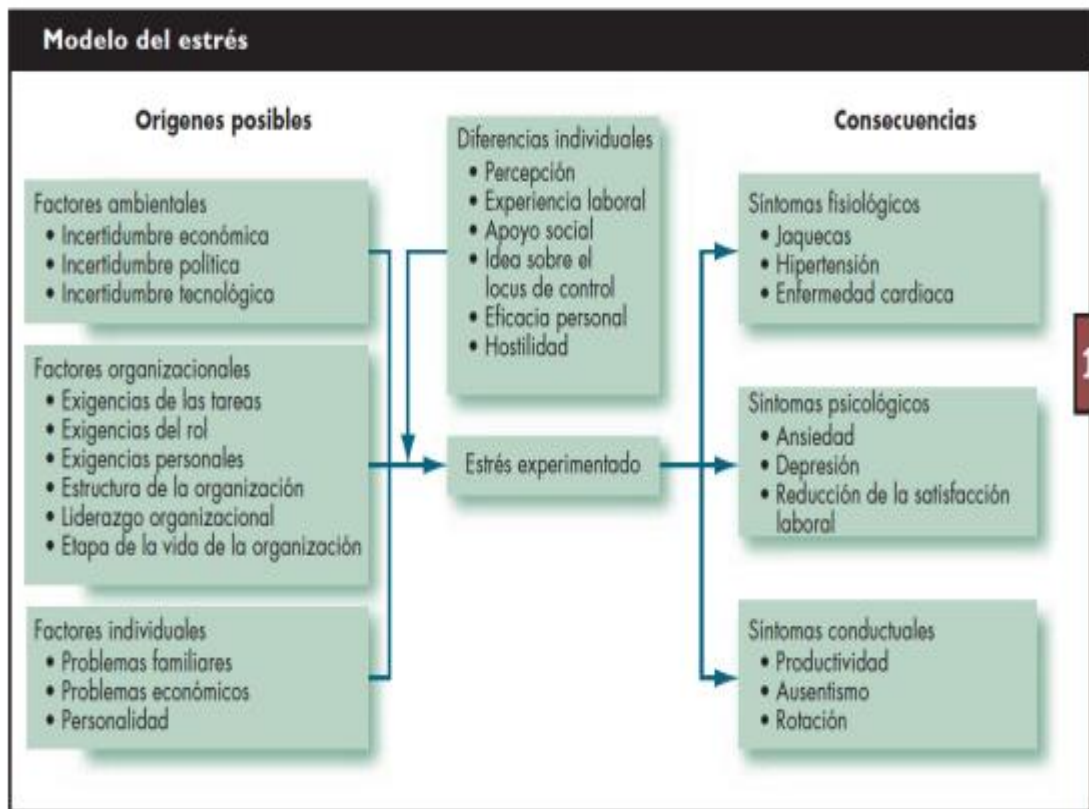 Modelo del estrés
Orígenes posibles
Factores ambientales
• Incertidumbre económica
• Incertidumbre política
• Incertidumbre tecnológica
Factores organizacionales
• Exigencias de las tareas
• Exigencias del rol
• Exigencias personales
• Estructura de la organización
• Liderazgo organizacional
• Etapa de la vida de la organización
Factores individuales
• Problemas familiares
• Problemas económicos
• Personalidad
Diferencias individuales
• Percepción
• Experiencia laboral
• Apoyo social
• Idea sobre el
locus de control
• Eficacia personal
• Hostilidad
Estrés experimentado
Consecuencias
Síntomas fisiológicos
• Jaquecas
• Hipertensión
• Enfermedad cardiaca
Síntomas psicológicos
• Ansiedad
• Depresión
• Reducción de la satisfacción
laboral
Síntomas conductuales
• Productividad
• Ausentismo
• Rotación